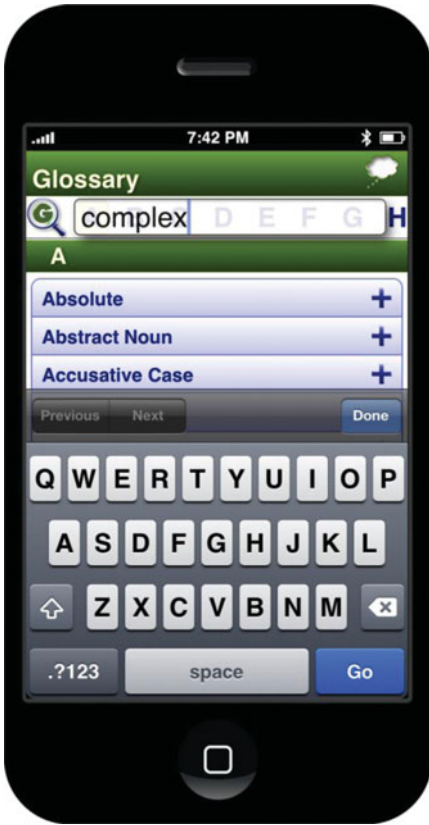 7:42 PM
Glossary
G complex D E F G H
A
Absolute +
Abstract Noun +
Accusative Case +
Previous Next Done
Q W E R T Y U I O P
A S D F G H J K L
Z X C V B N M
.?123 space Go